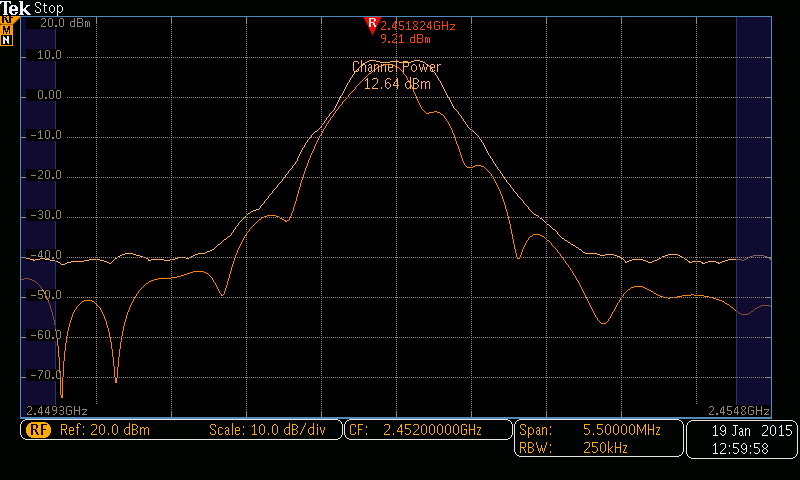 Tek Stop
R
M
N
20.0 dBm
R 2.451824GHz
9.21 dBm
10.0
Channel Power
12.64 dBm
0.00
-10.0
-20.0
-30.0
-40.0
-50.0
-60.0
-70.0
2.4493GHz
2.4548GHz
RF Ref: 20.0 dBm Scale: 10.0 dB/div CF: 2.45200000GHz
Span: 5.50000MHz
RBW: 250kHz
19 Jan 2015
12:59:58